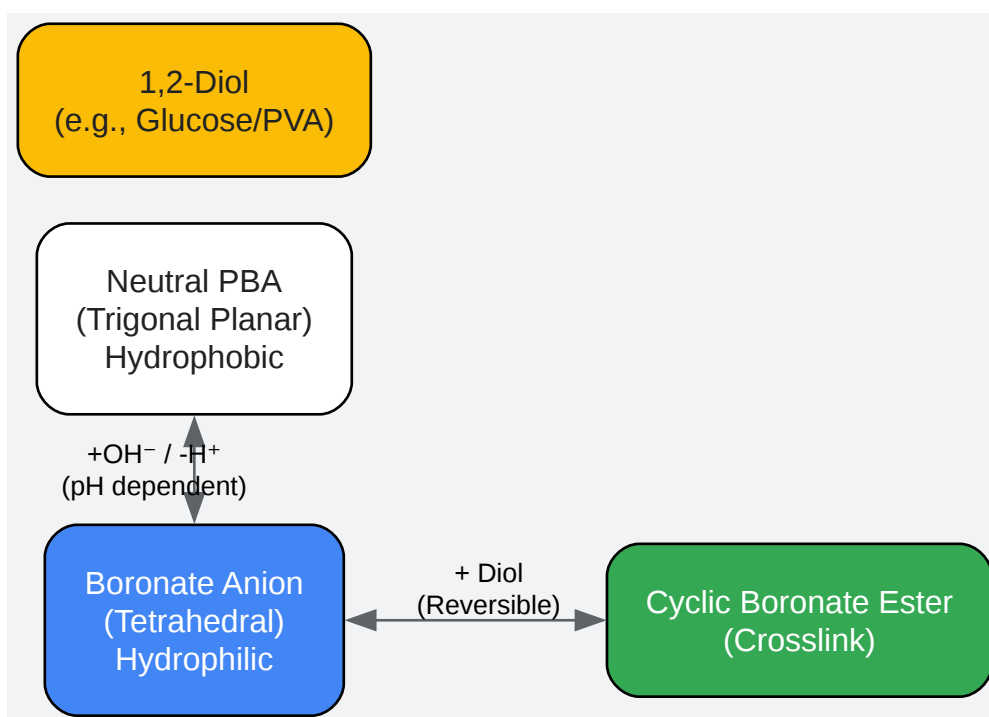 1,2-Diol
(e.g., Glucose/PVA)
Neutral PBA
(Trigonal Planar)
Hydrophobic
+OH⁻ / -H⁺
(pH dependent)
Boronate Anion
(Tetrahedral)
Hydrophilic
+ Diol
(Reversible)
Cyclic Boronate Ester
(Crosslink)